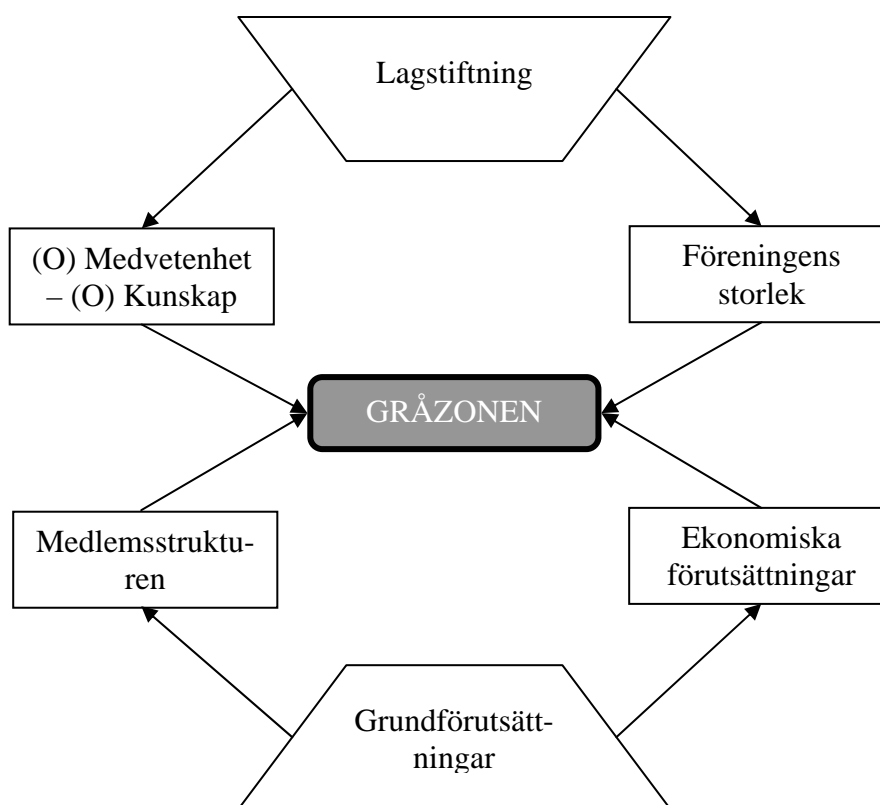 Lagstiftning
(O) Medvetenhet
– (O) Kunskap
Föreningens
storlek
GRÅZONEN
Medlemsstruktu-
ren
Ekonomiska
förutsättningar
Grundförutsätt-
ningar